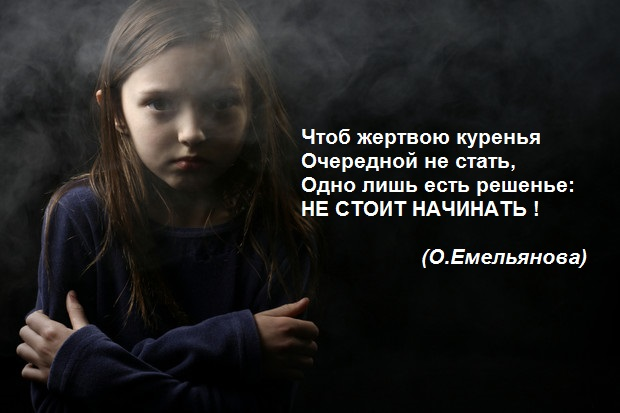 Чтоб жертвою куренья
Очередной не стать,
Одно лишь есть решенье:
НЕ СТОИТ НАЧИНАТЬ !
(О.Емельянова)